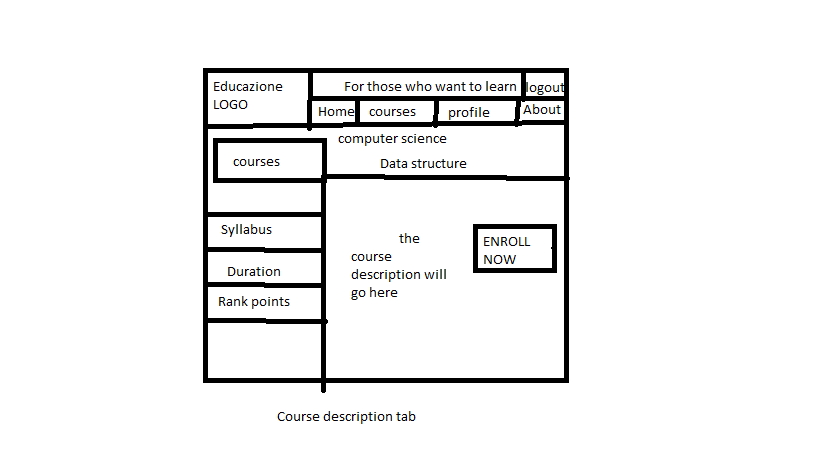 Educazione
LOGO
For those who want to learn
logout
Home
courses
profile
About
computer science
Data structure
courses
Syllabus
Duration
Rank points
the
course
description will
go here
ENROLL
NOW
Course description tab